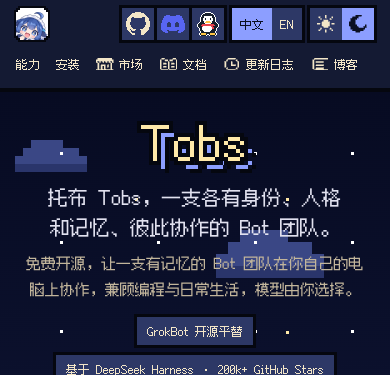 中文 EN
能力 安装 市场 文档 更新日志 博客
Tobs
托布 Tobs，一支各有身份、人格
和记忆、彼此协作的 Bot 团队。
免费开源，让一支有记忆的 Bot 团队在你自己的电
脑上协作，兼顾编程与日常生活，模型由你选择。
GrokBot 开源平替
基于 DeepSeek Harness · 200k+ GitHub Stars